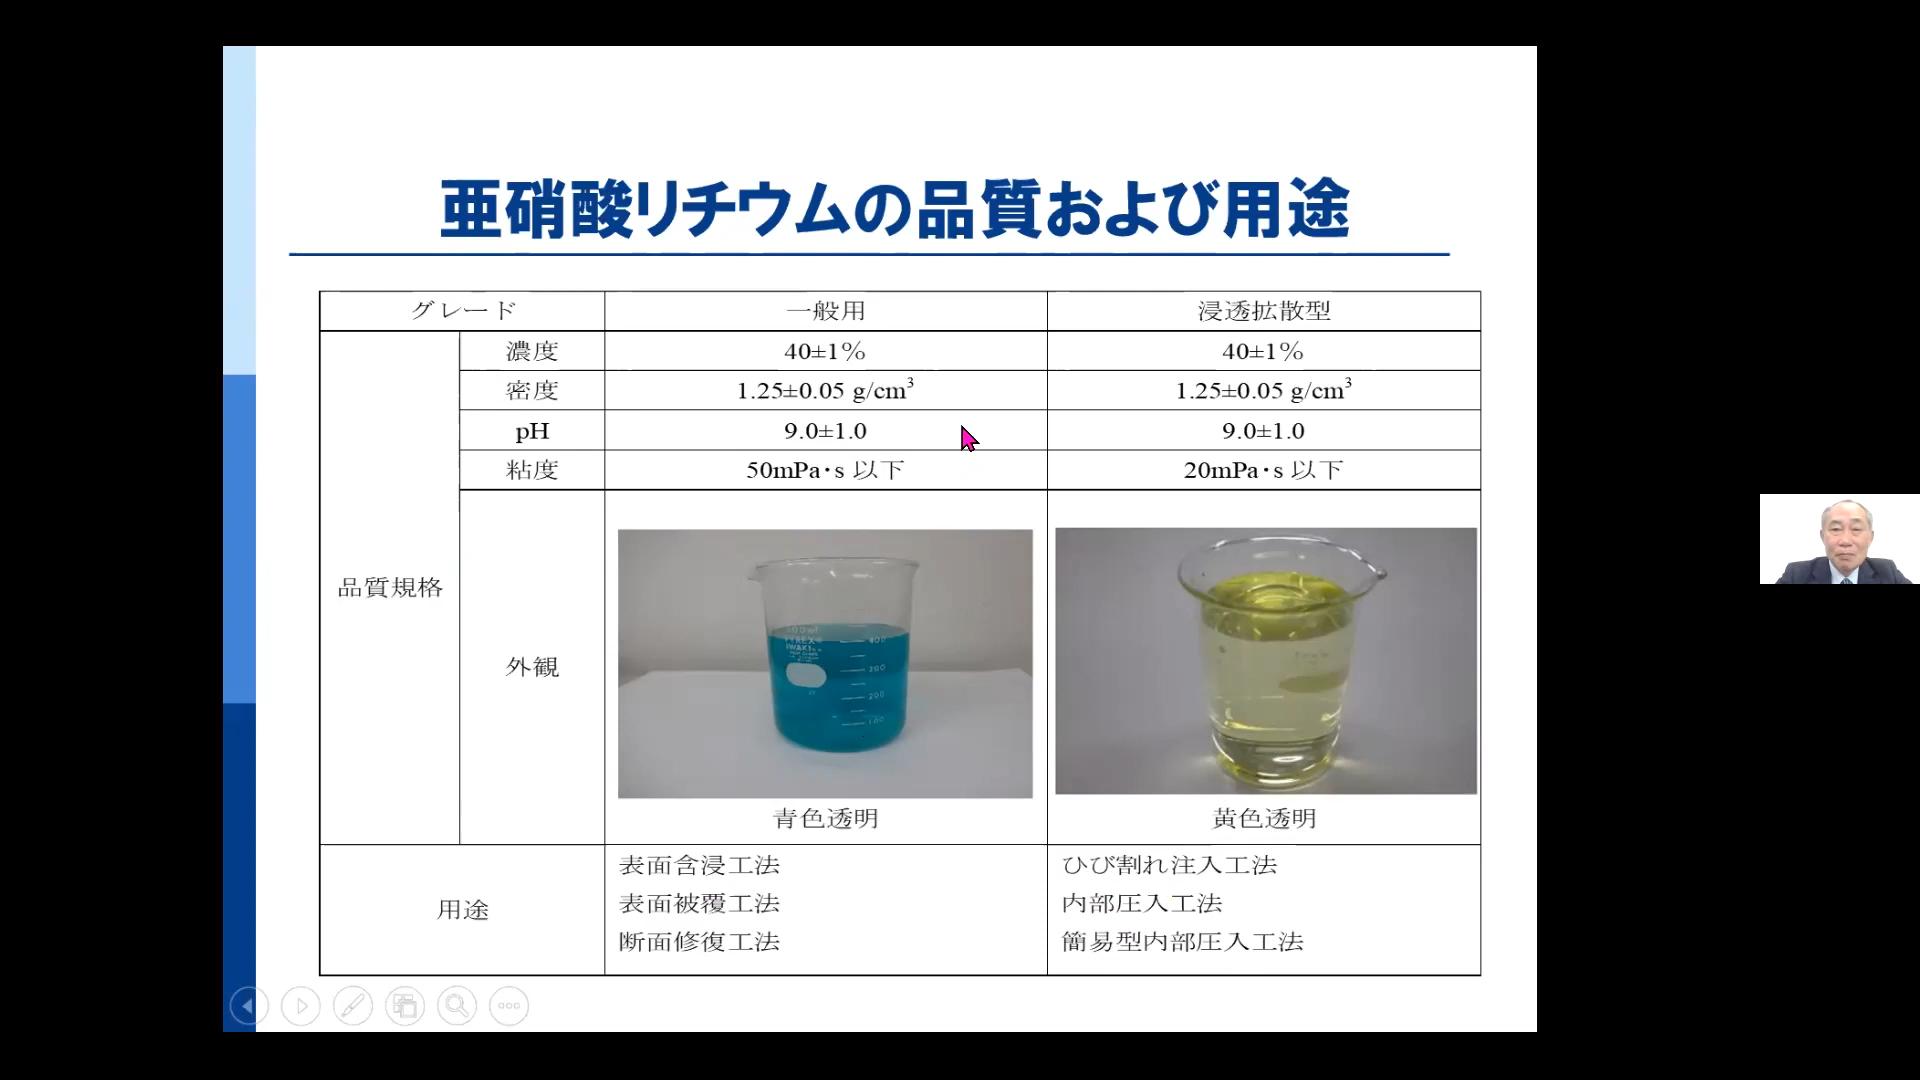 亜硝酸リチウムの品質および用途
グレード 一般用 浸透拡散型
品質規格
濃度 40±1% 40±1%
密度 1.25±0.05 g/cm³ 1.25±0.05 g/cm³
pH 9.0±1.0 9.0±1.0
粘度 50mPa・s 以下 20mPa・s 以下
外観
PYREX
IWAKI
400
300
200
100
青色透明 黄色透明
用途
表面含浸工法 ひび割れ注入工法
表面被覆工法 内部圧入工法
断面修復工法 簡易型内部圧入工法